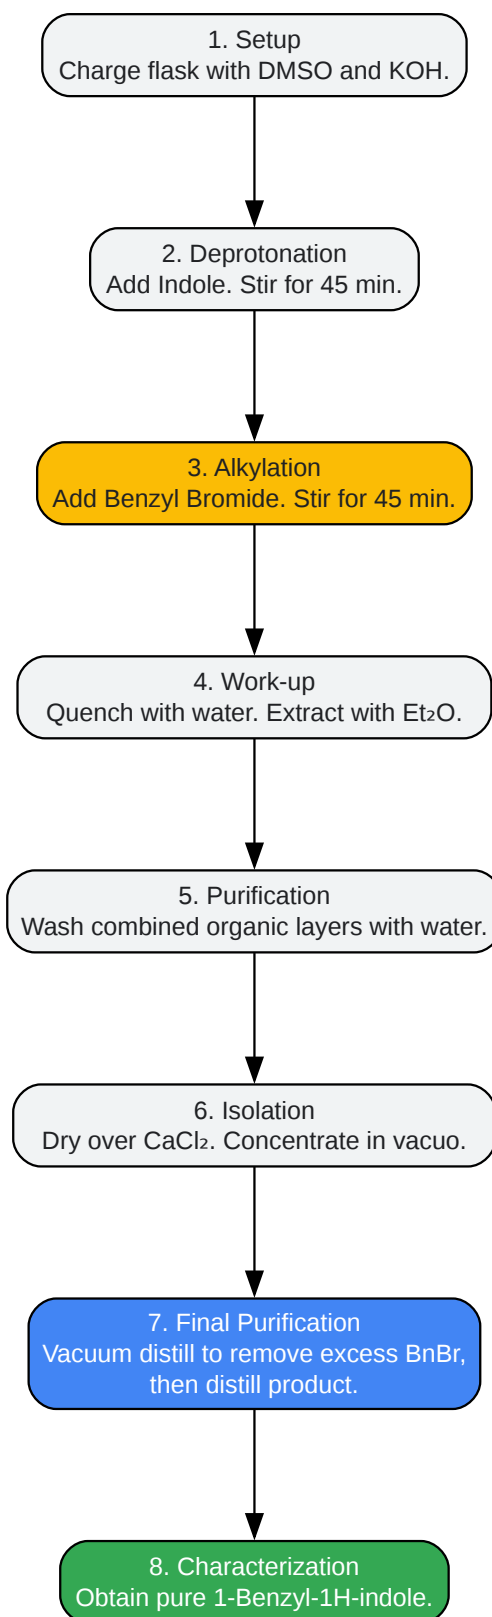 1. Setup
Charge flask with DMSO and KOH.
2. Deprotonation
Add Indole. Stir for 45 min.
3. Alkylation
Add Benzyl Bromide. Stir for 45 min.
4. Work-up
Quench with water. Extract with Et₂O.
5. Purification
Wash combined organic layers with water.
6. Isolation
Dry over CaCl₂. Concentrate in vacuo.
7. Final Purification
Vacuum distill to remove excess BnBr,
then distill product.
8. Characterization
Obtain pure 1-Benzyl-1H-indole.